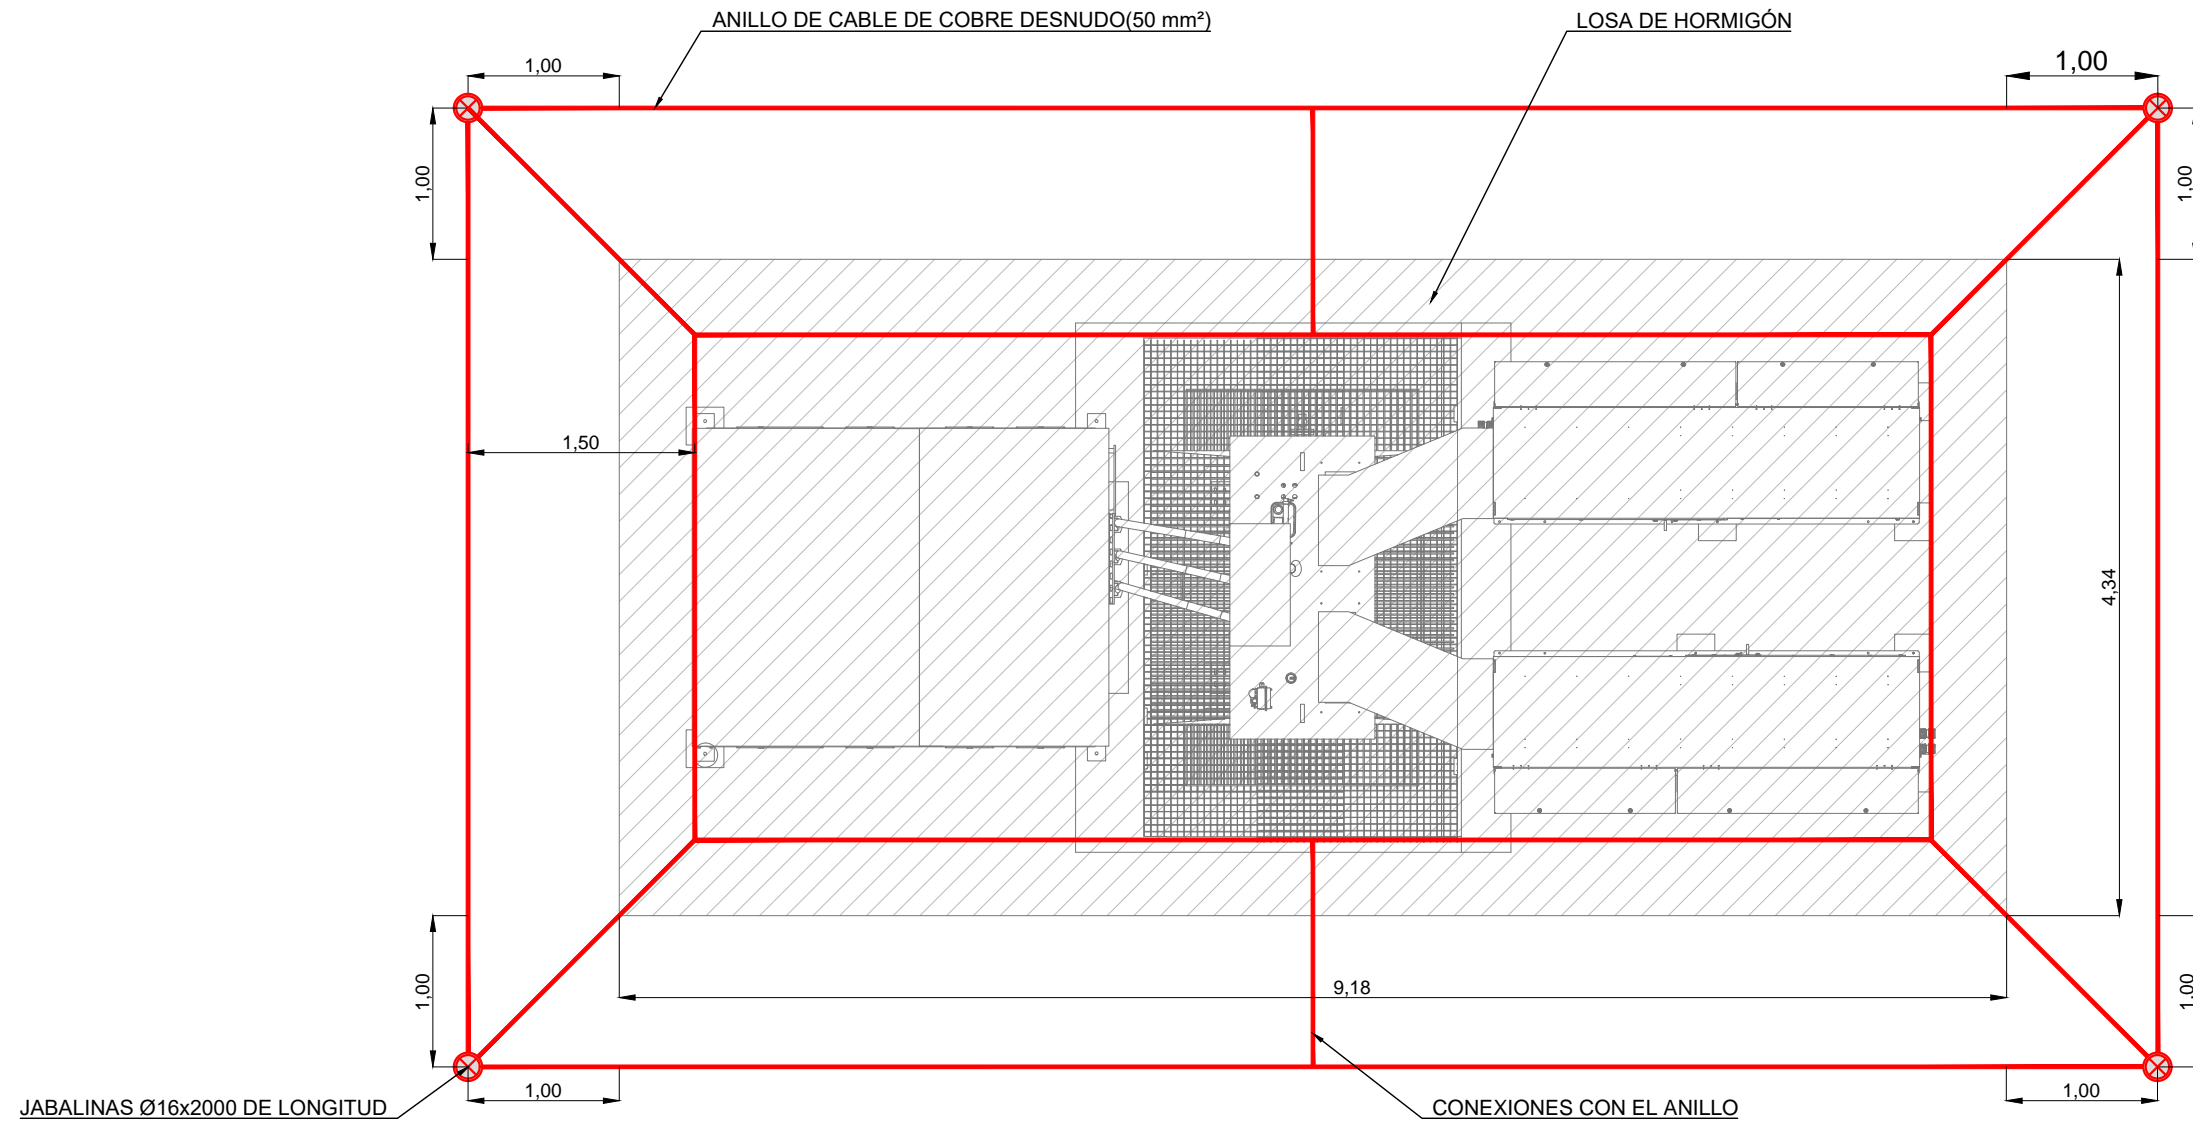 ANILLO DE CABLE DE COBRE DESNUDO(50 mm²)
LOSA DE HORMIGÓN
1,00
1,00
1,00
1,00
1,50
4,34
9,18
1,00
1,00
1,00
1,00
JABALINAS Ø16x2000 DE LONGITUD
CONEXIONES CON EL ANILLO